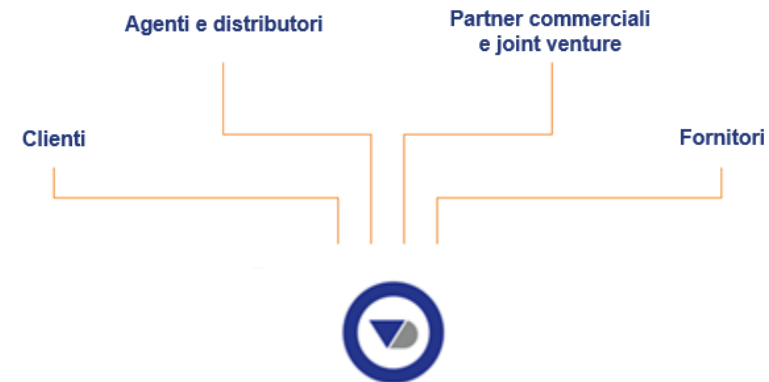 Agenti e distributori
Partner commerciali
e joint venture
Clienti
Fornitori